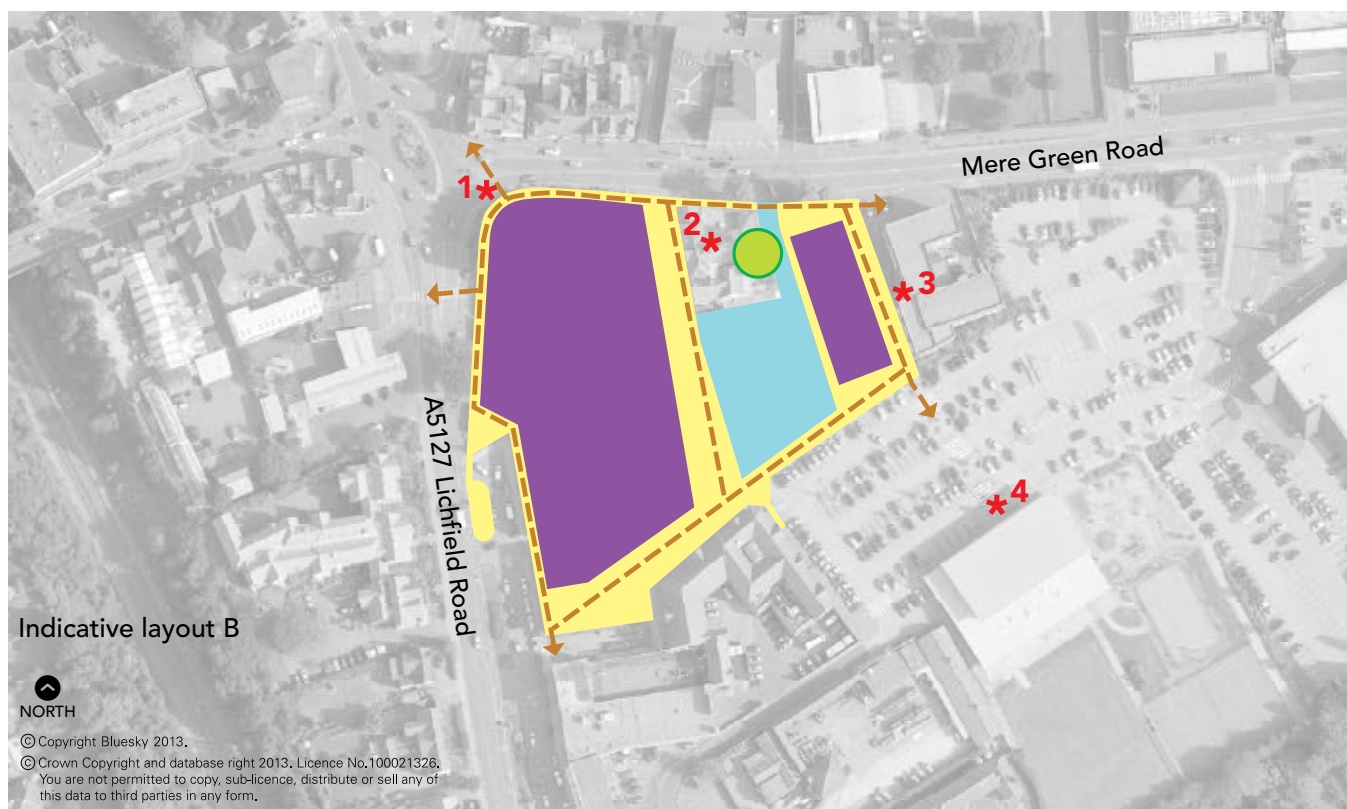 Mere Green Road
1*
2
*
*3
*4
A5127 Lichfield Road
Indicative layout B
NORTH
© Copyright Bluesky 2013.
© Crown Copyright and database right 2013. Licence No.100021326.
You are not permitted to copy, sub-licence, distribute or sell any of
this data to third parties in any form.